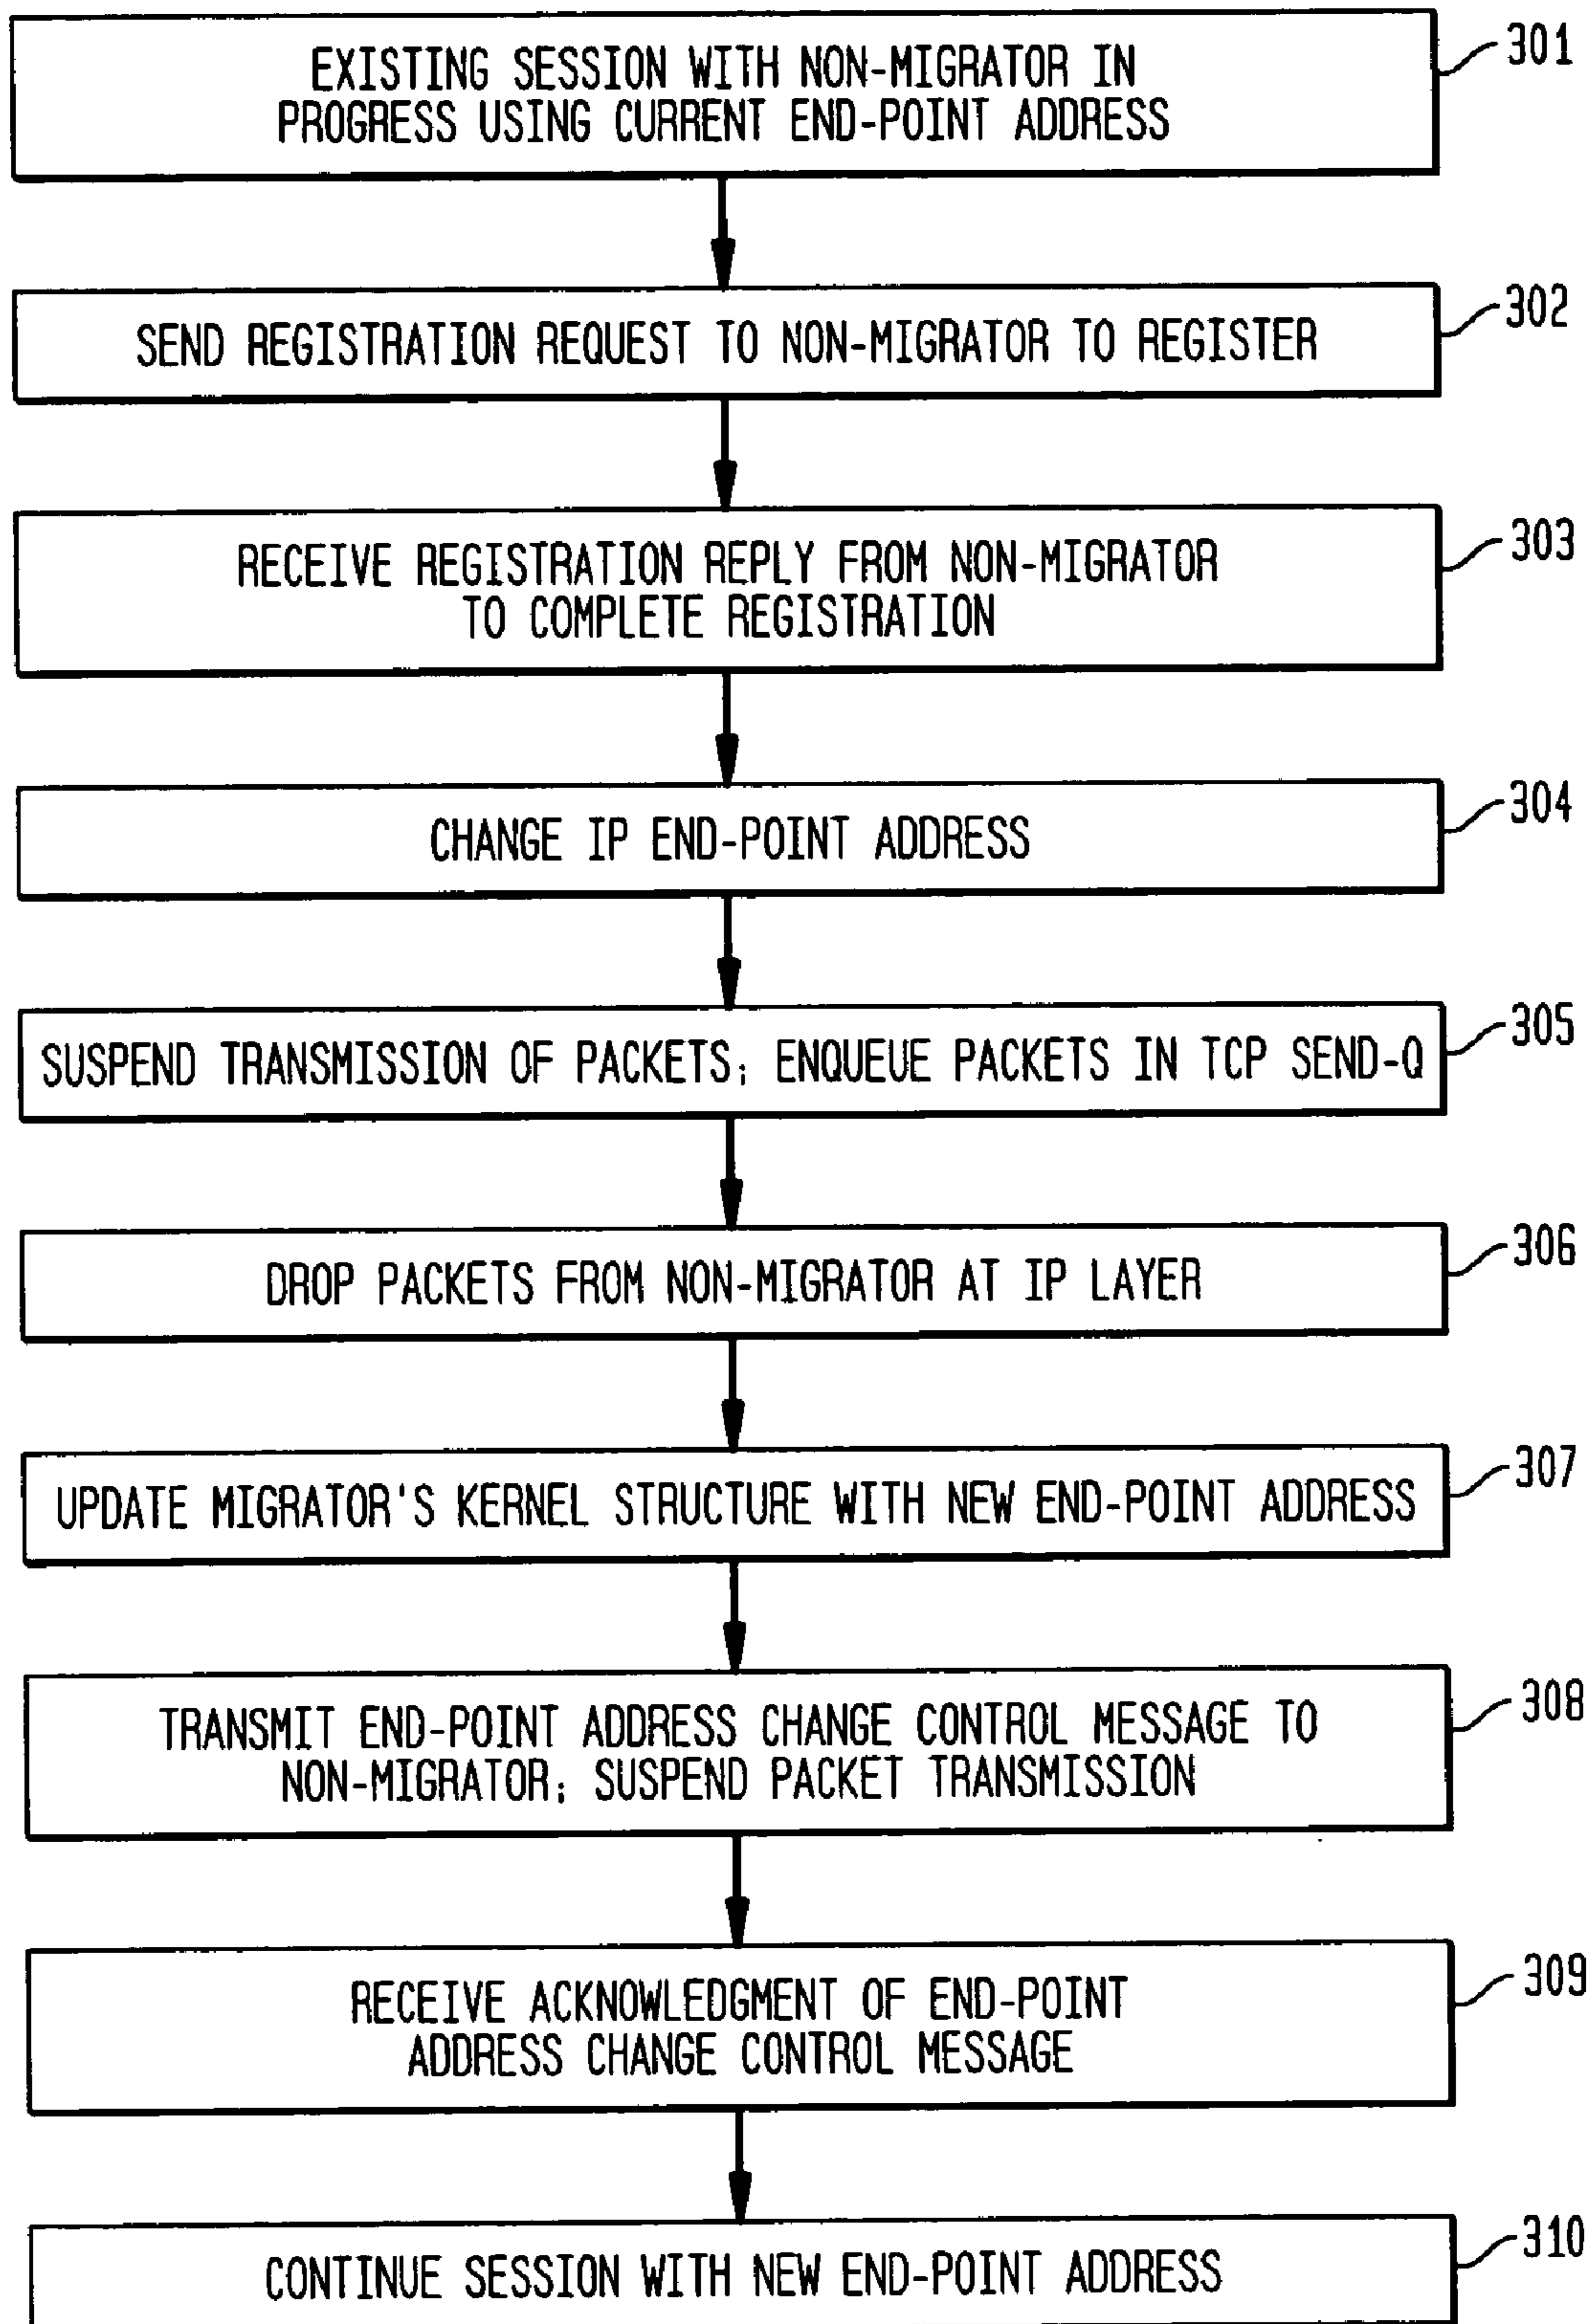 301
EXISTING SESSION WITH NON-MIGRATOR IN
PROGRESS USING CURRENT END-POINT ADDRESS
302
SEND REGISTRATION REQUEST TO NON-MIGRATOR TO REGISTER
303
RECEIVE REGISTRATION REPLY FROM NON-MIGRATOR
TO COMPLETE REGISTRATION
304
CHANGE IP END-POINT ADDRESS
305
SUSPEND TRANSMISSION OF PACKETS; ENQUEUE PACKETS IN TCP SEND-Q
306
DROP PACKETS FROM NON-MIGRATOR AT IP LAYER
307
UPDATE MIGRATOR'S KERNEL STRUCTURE WITH NEW END-POINT ADDRESS
308
TRANSMIT END-POINT ADDRESS CHANGE CONTROL MESSAGE TO
NON-MIGRATOR; SUSPEND PACKET TRANSMISSION
309
RECEIVE ACKNOWLEDGMENT OF END-POINT
ADDRESS CHANGE CONTROL MESSAGE
310
CONTINUE SESSION WITH NEW END-POINT ADDRESS